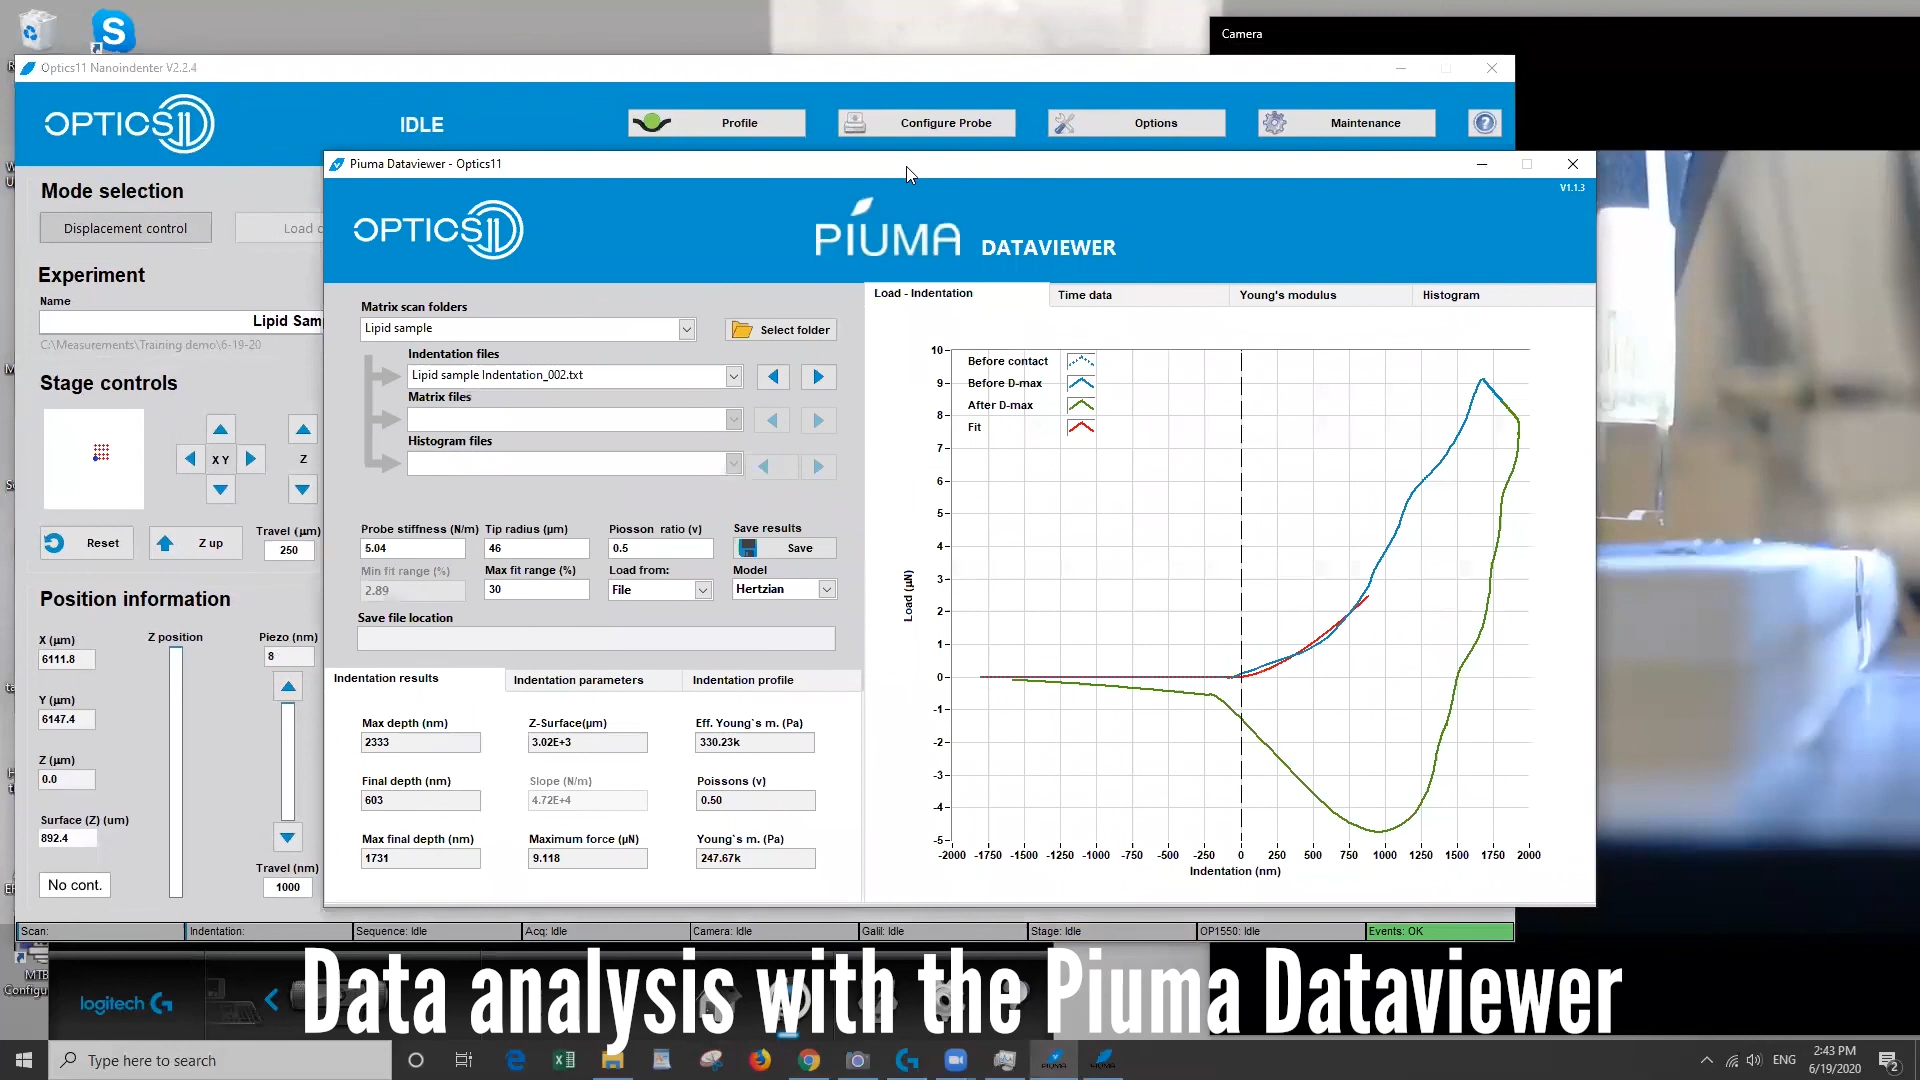 Camera
Optics11 Nanoindenter V2.2.4
OPTICS11
IDLE
Profile
Configure Probe
Options
Maintenance
Mode selection
Displacement control
Load c
Experiment
Name
Lipid Sam
C:\Measurements\Training demo\6-19-20
Stage controls
X Y
Z
Reset
Z up
Travel (µm)
250
Position information
X (µm)
6111.8
Z position
Piezo (nm)
8
Y (µm)
6147.4
Z (µm)
0.0
Surface (Z) (um)
892.4
Travel (nm)
1000
No cont.
Piuma Dataviewer - Optics11
V1.1.3
OPTICS11
PIUMA DATAVIEWER
Matrix scan folders
Lipid sample
Select folder
Indentation files
Lipid sample Indentation_002.txt
Matrix files
Histogram files
Probe stiffness (N/m)
Tip radius (µm)
Piosson ratio (v)
Save results
5.04
46
0.5
Save
Min fit range (%)
Max fit range (%)
Load from:
Model
2.89
30
File
Hertzian
Save file location
Indentation results
Indentation parameters
Indentation profile
Max depth (nm)
Z-Surface(µm)
Eff. Young`s m. (Pa)
2333
3.02E+3
330.23k
Final depth (nm)
Slope (N/m)
Poissons (v)
603
4.72E+4
0.50
Max final depth (nm)
Maximum force (µN)
Young`s m. (Pa)
1731
9.118
247.67k
Load - Indentation
Time data
Young's modulus
Histogram
Before contact
Before D-max
After D-max
Fit
10
9
8
7
6
5
4
3
2
1
0
-1
-2
-3
-4
-5
Load (µN)
-2000 -1750 -1500 -1250 -1000 -750 -500 -250 0 250 500 750 1000 1250 1500 1750 2000
Indentation (nm)
Scan:
Indentation:
Sequence: Idle
Acq: Idle
Camera: Idle
Galil: Idle
Stage: Idle
OP1550: Idle
Events: OK
MTB
Configu
logitech G
Data analysis with the Piuma Dataviewer
Type here to search
PIUMA
PIUMA
ENG
2:43 PM
6/19/2020
2